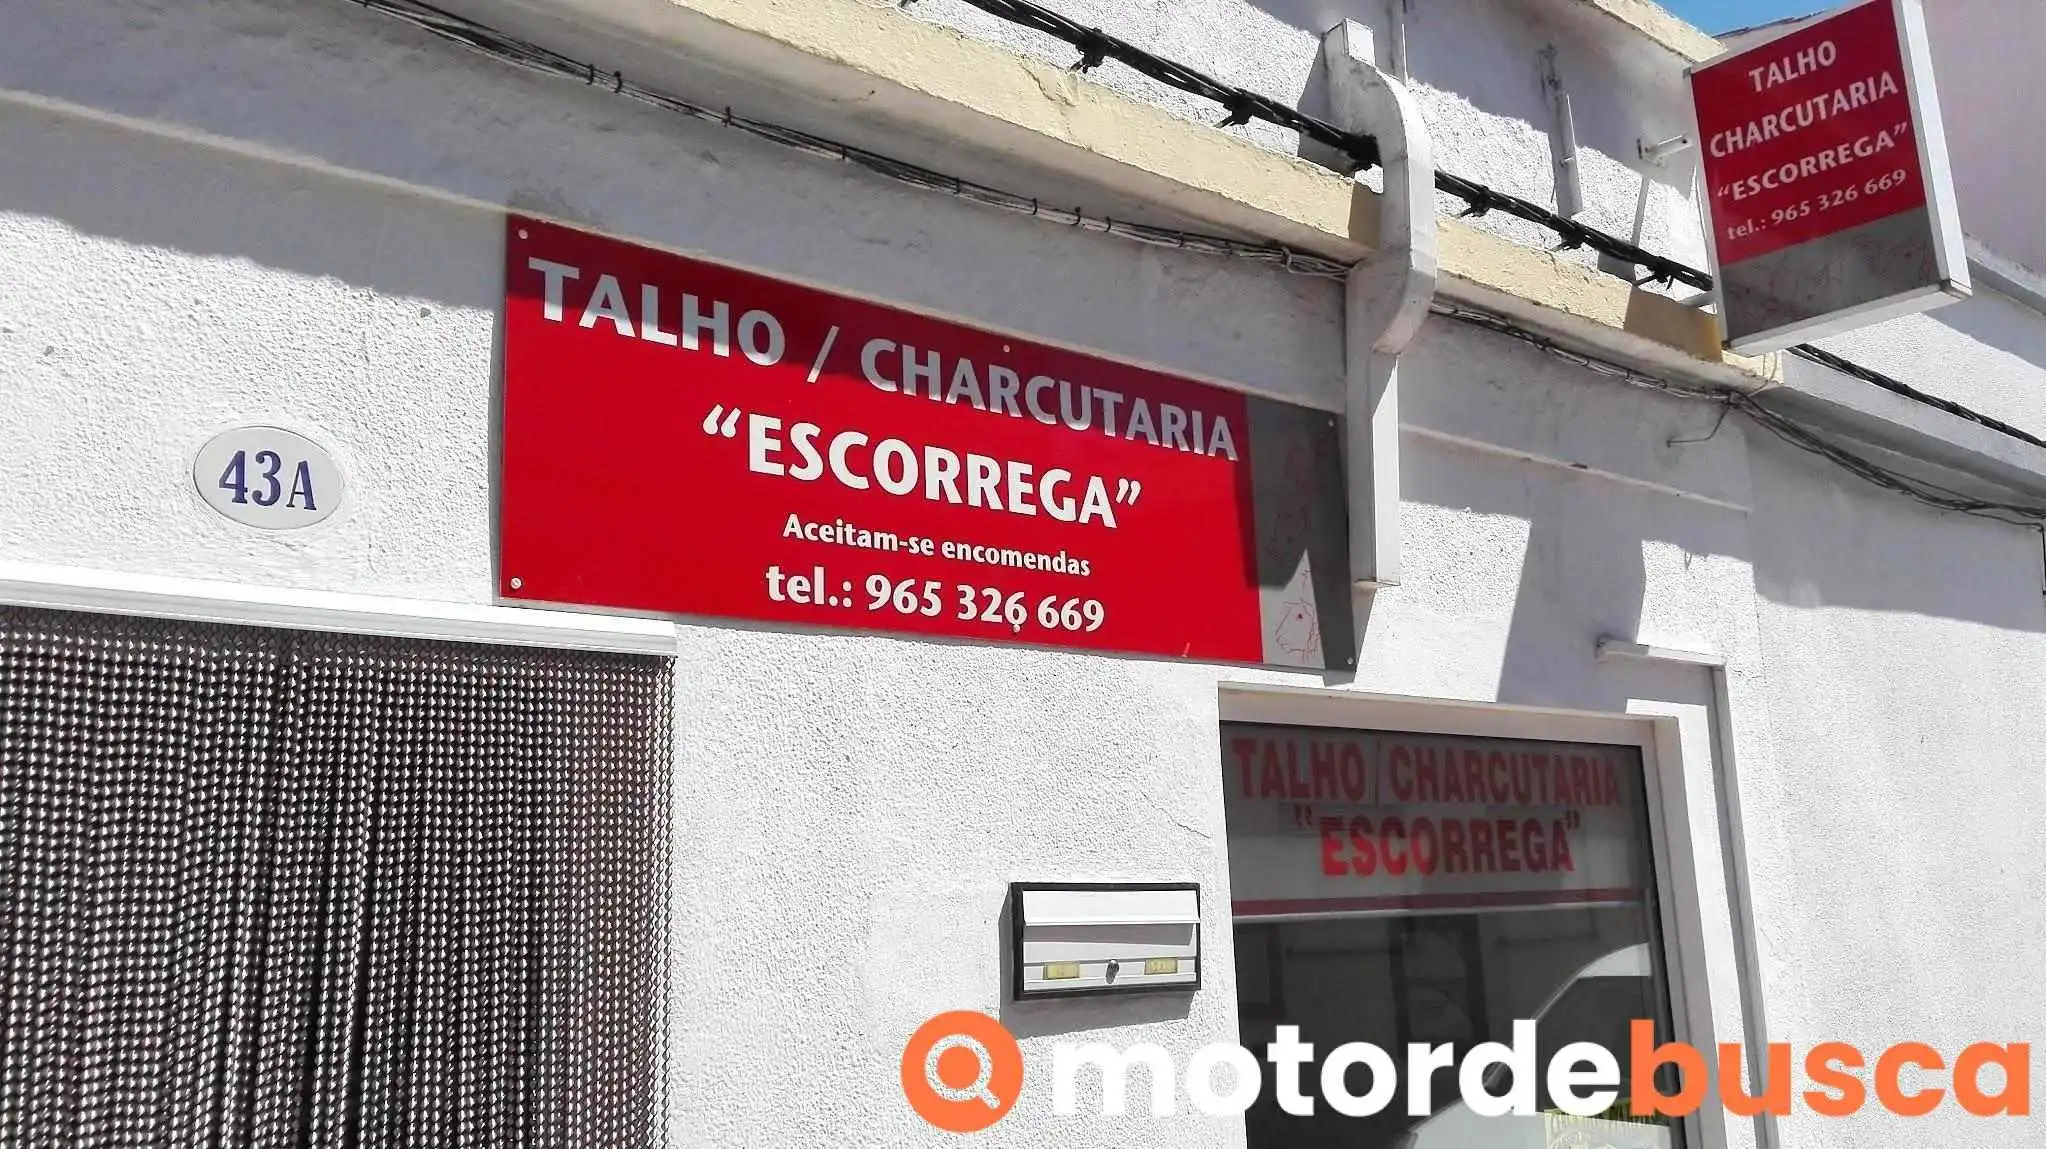 TALHO
CHARCUTARIA
“ESCORREGA”
tel.: 965 326 669
TALHO / CHARCUTARIA
“ESCORREGA”
Aceitam-se encomendas
tel.: 965 326 669
43A
TALHO / CHARCUTARIA
"ESCORREGA"
motordebusca